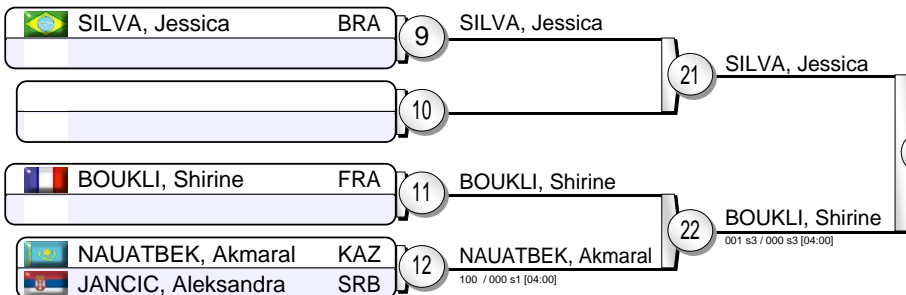 SILVA, Jessica BRA
9
SILVA, Jessica
21
SILVA, Jessica
10
BOUKLI, Shirine FRA
11
BOUKLI, Shirine
22
BOUKLI, Shirine
001 s3 / 000 s3 [04:00]
NAUATBEK, Akmaral KAZ
12
NAUATBEK, Akmaral
100 / 000 s1 [04:00]
JANCIC, Aleksandra SRB